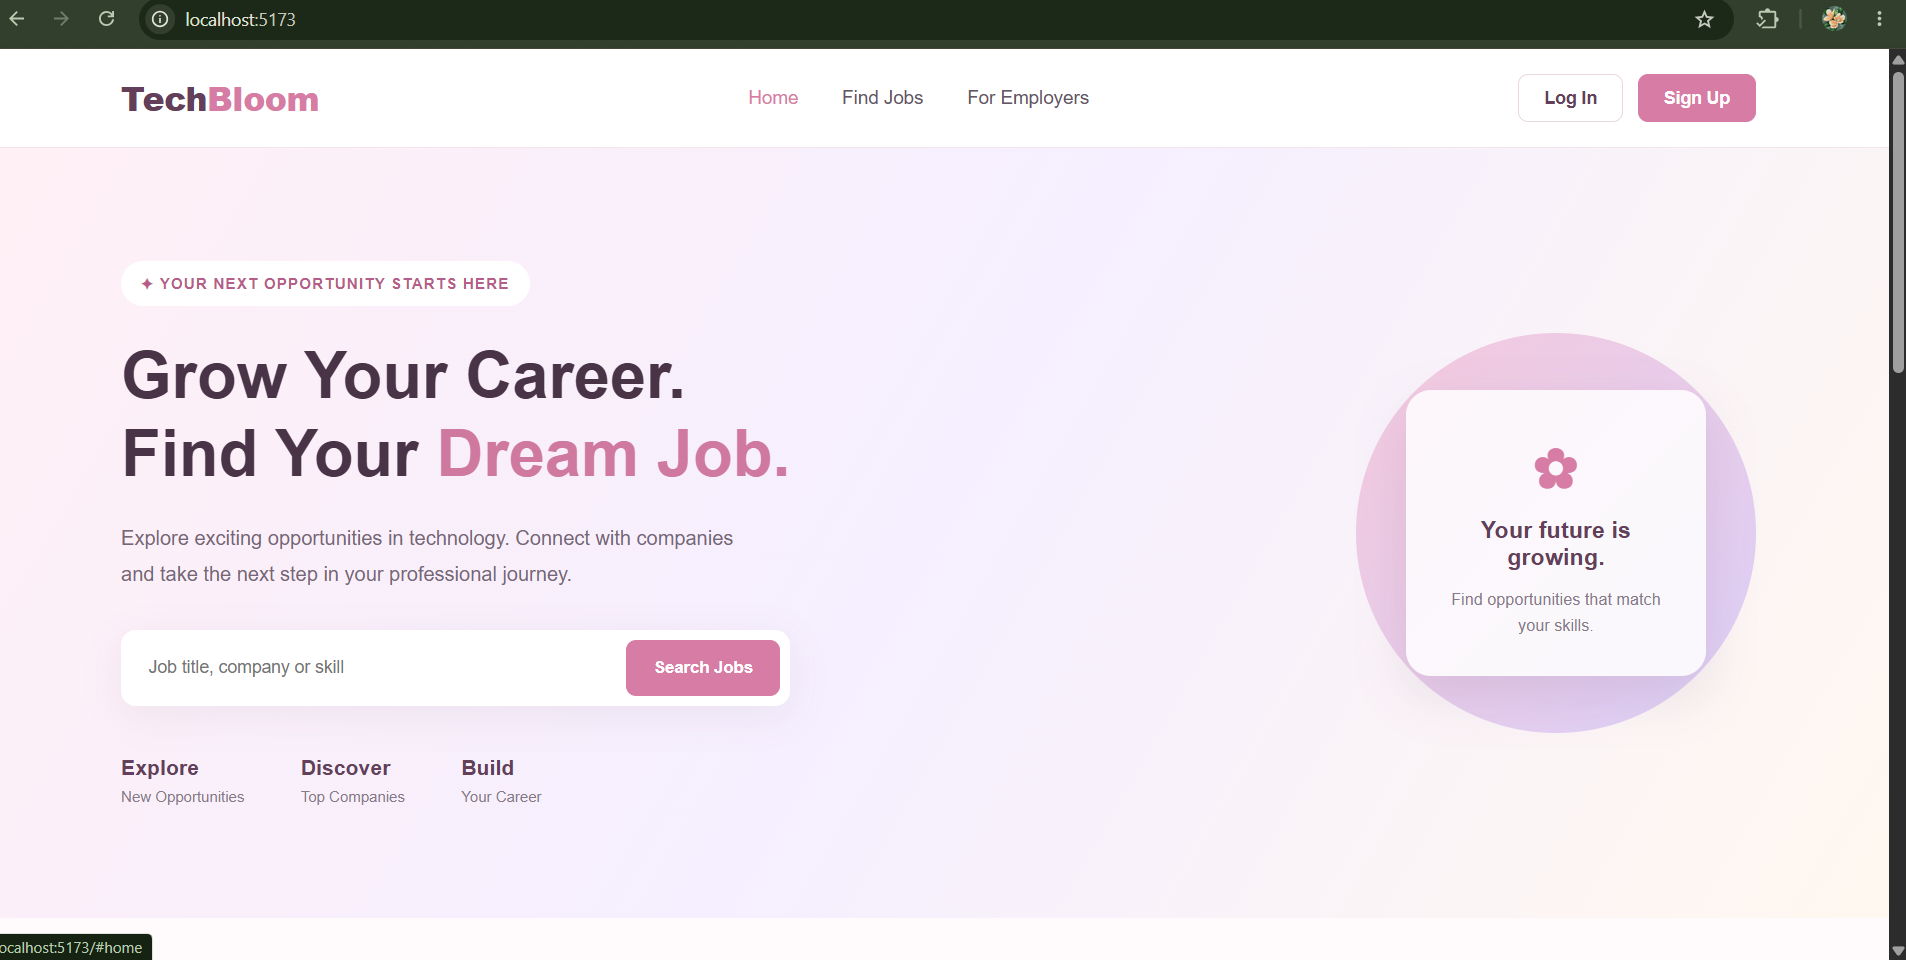 localhost:5173
TechBloom
Home
Find Jobs
For Employers
Log In
Sign Up
✦ YOUR NEXT OPPORTUNITY STARTS HERE
Grow Your Career.
Find Your Dream Job.
Explore exciting opportunities in technology. Connect with companies
and take the next step in your professional journey.
Job title, company or skill
Search Jobs
Explore
New Opportunities
Discover
Top Companies
Build
Your Career
Your future is
growing.
Find opportunities that match
your skills.
ocalhost:5173/#home